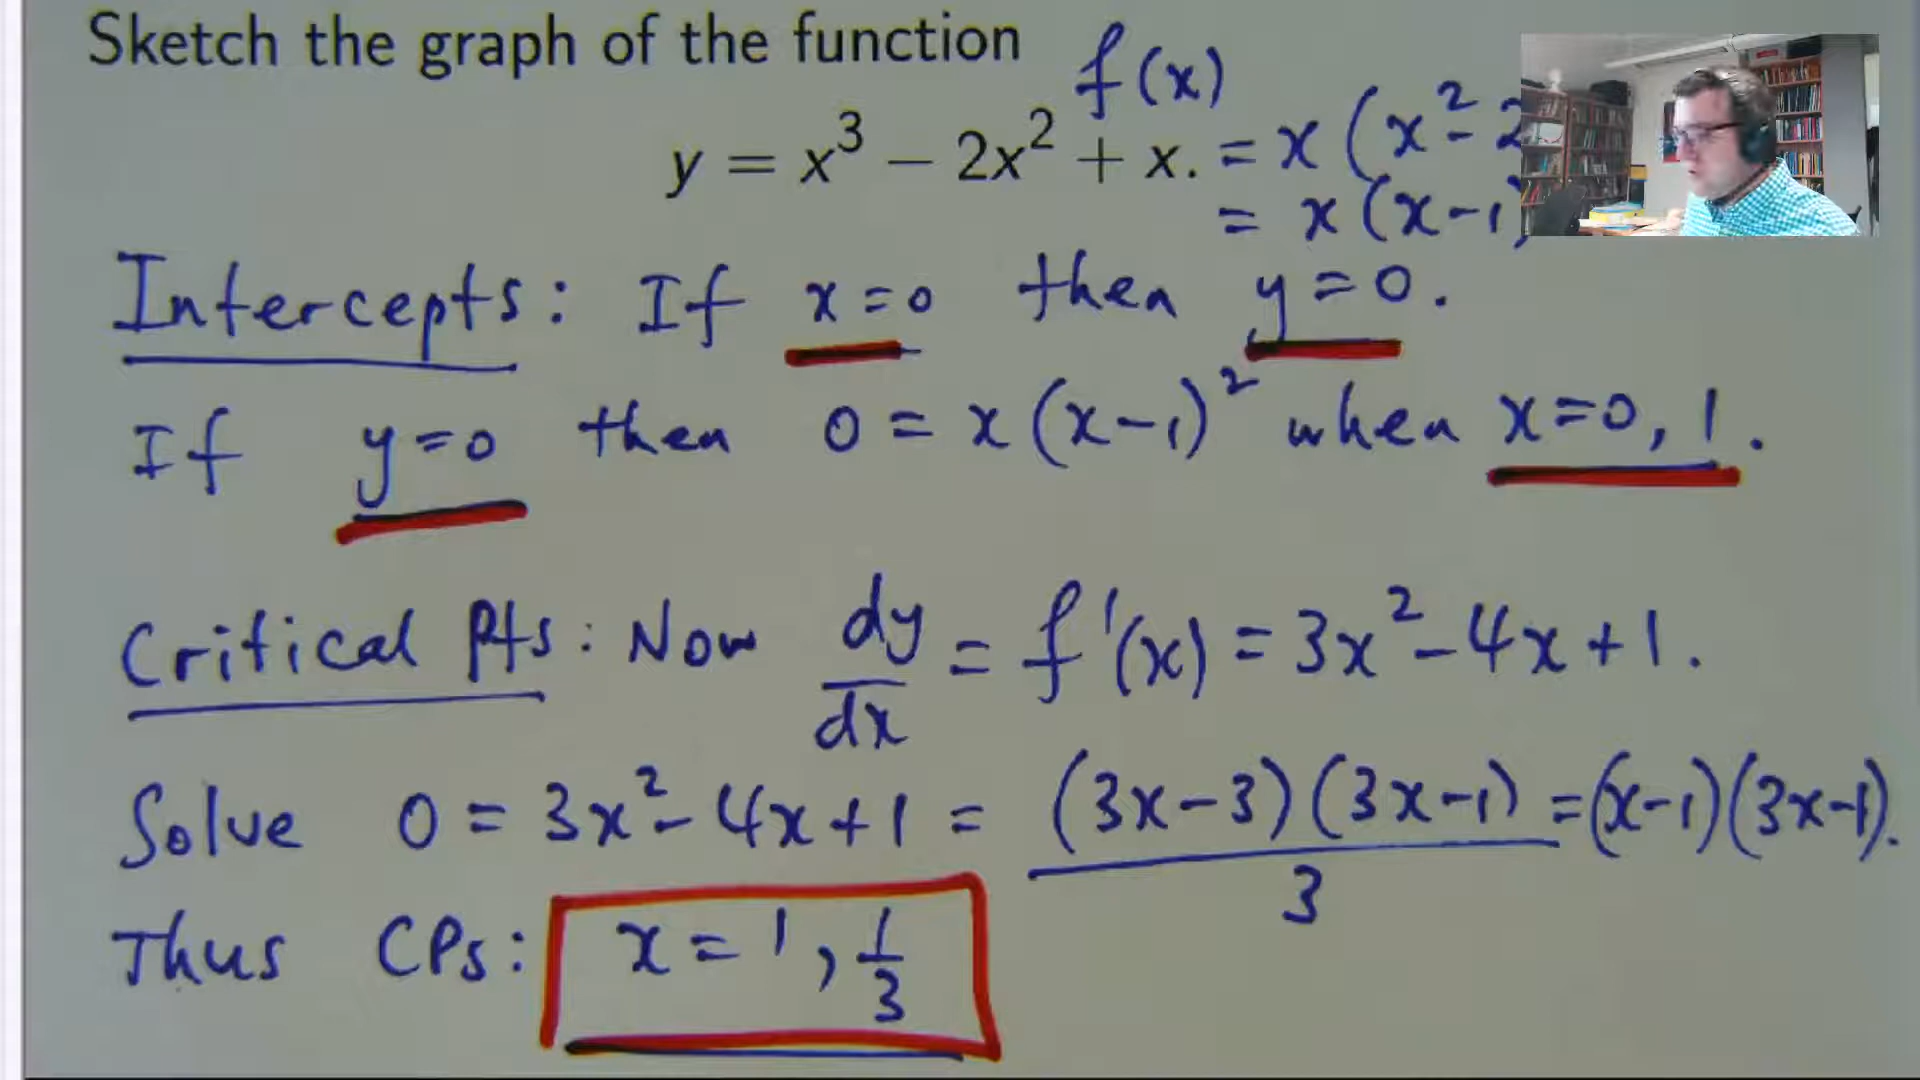 Sketch the graph of the function
f(x)
y = x³ − 2x² + x. = x(x² - 2
= x(x-1)
Intercepts: If x=0 then y=0.
If y=0 then 0 = x(x-1)² when x=0, 1.
Critical Pts: Now dy/dx = f'(x) = 3x² - 4x + 1.
Solve 0 = 3x² - 4x + 1 = (3x-3)(3x-1)/3 = (x-1)(3x-1).
Thus CPs: x = 1, 1/3